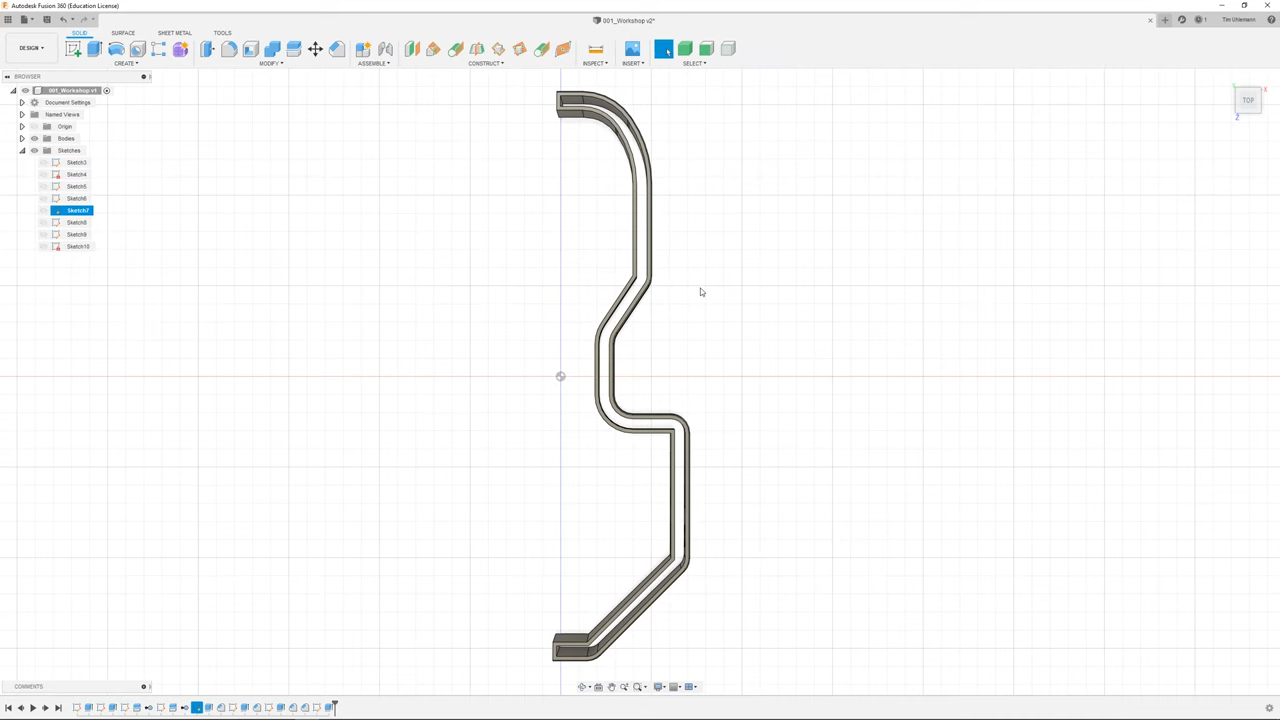 Autodesk Fusion 360 (Education License)
001_Workshop v2*
1
Tim Uhlemann
DESIGN
SOLID
SURFACE
SHEET METAL
TOOLS
CREATE
MODIFY
ASSEMBLE
CONSTRUCT
INSPECT
INSERT
SELECT
BROWSER
001_Workshop v1
Document Settings
Named Views
Origin
Bodies
Sketches
Sketch3
Sketch4
Sketch5
Sketch6
Sketch7
Sketch8
Sketch9
Sketch10
TOP
Z
COMMENTS